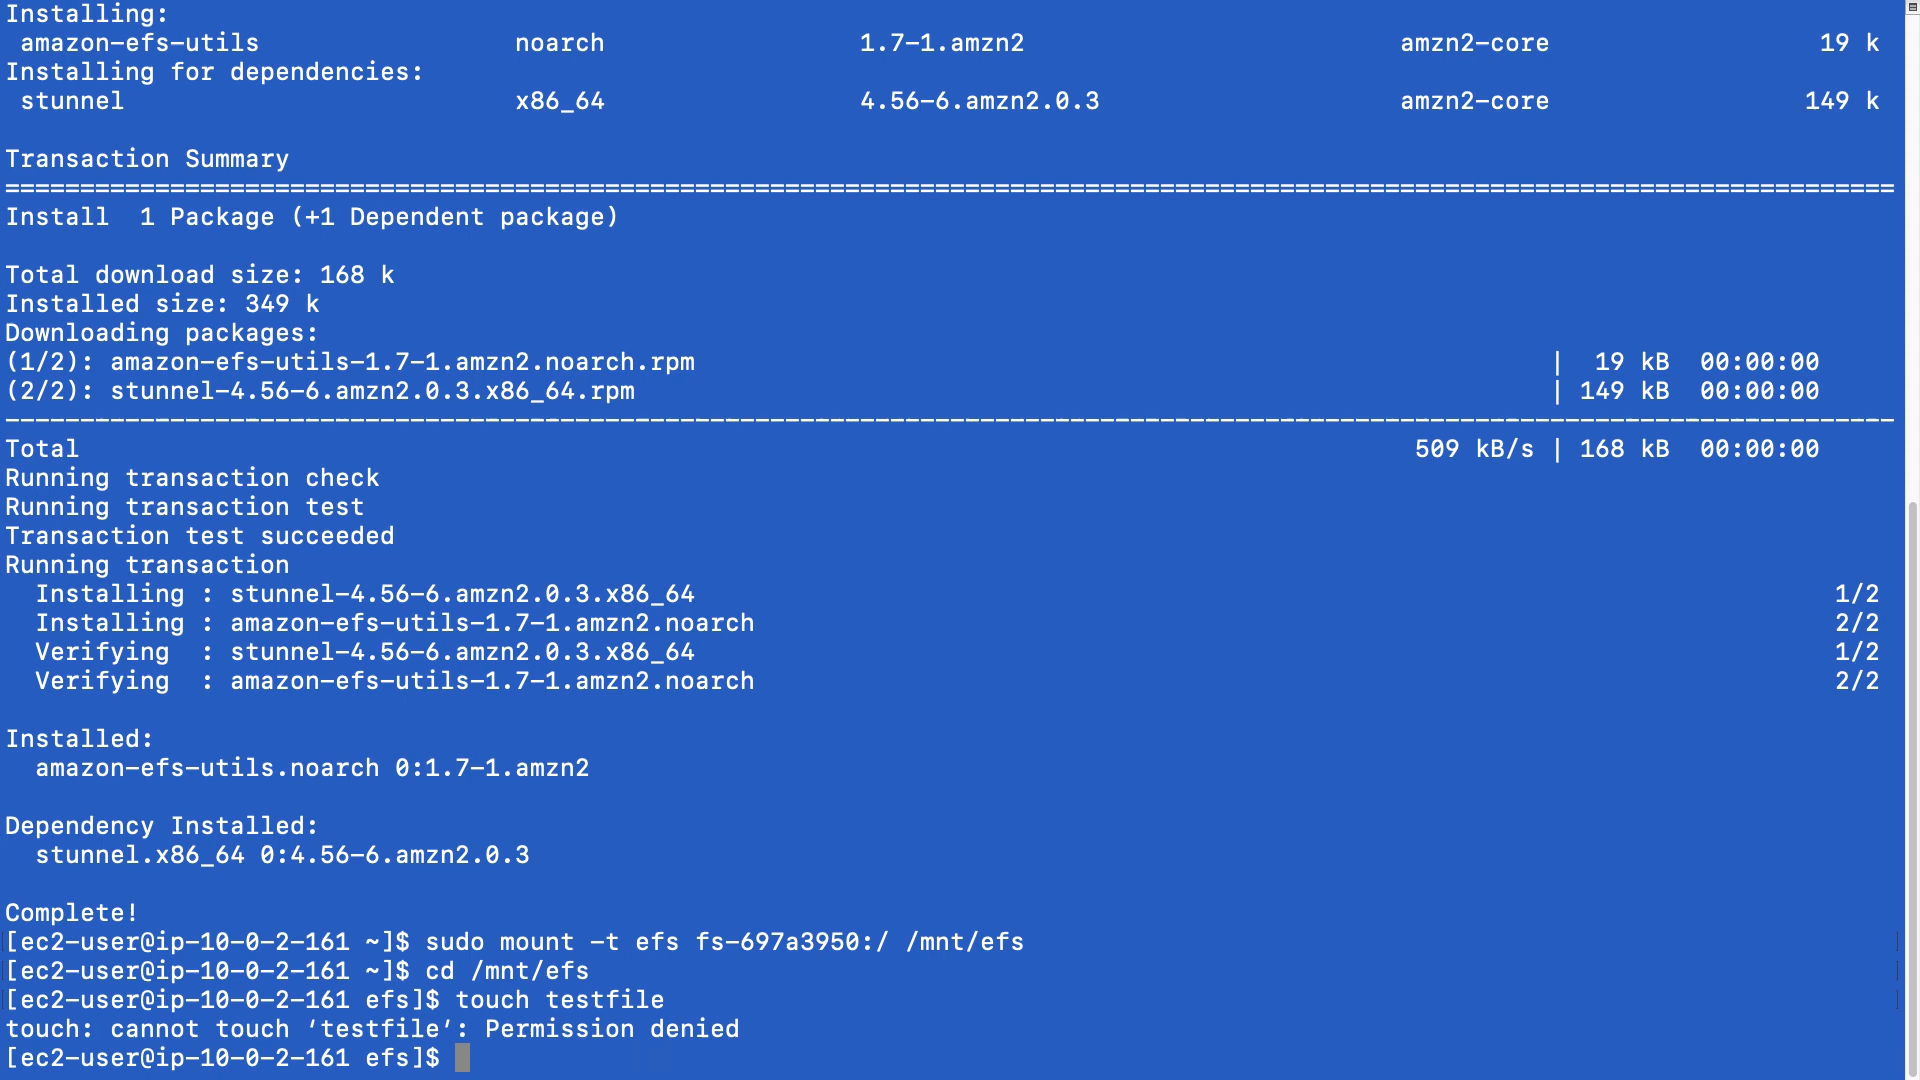 Installing:
 amazon-efs-utils                 noarch                 1.7-1.amzn2                         amzn2-core                  19 k
Installing for dependencies:
 stunnel                          x86_64                 4.56-6.amzn2.0.3                    amzn2-core                 149 k
Transaction Summary
==============================================================================================================================
Install  1 Package (+1 Dependent package)
Total download size: 168 k
Installed size: 349 k
Downloading packages:
(1/2): amazon-efs-utils-1.7-1.amzn2.noarch.rpm                                                         |  19 kB  00:00:00
(2/2): stunnel-4.56-6.amzn2.0.3.x86_64.rpm                                                             | 149 kB  00:00:00
------------------------------------------------------------------------------------------------------------------------------
Total                                                                                         509 kB/s | 168 kB  00:00:00
Running transaction check
Running transaction test
Transaction test succeeded
Running transaction
  Installing : stunnel-4.56-6.amzn2.0.3.x86_64                                                                            1/2
  Installing : amazon-efs-utils-1.7-1.amzn2.noarch                                                                        2/2
  Verifying  : stunnel-4.56-6.amzn2.0.3.x86_64                                                                            1/2
  Verifying  : amazon-efs-utils-1.7-1.amzn2.noarch                                                                        2/2
Installed:
  amazon-efs-utils.noarch 0:1.7-1.amzn2
Dependency Installed:
  stunnel.x86_64 0:4.56-6.amzn2.0.3
Complete!
[ec2-user@ip-10-0-2-161 ~]$ sudo mount -t efs fs-697a3950:/ /mnt/efs
[ec2-user@ip-10-0-2-161 ~]$ cd /mnt/efs
[ec2-user@ip-10-0-2-161 efs]$ touch testfile
touch: cannot touch ‘testfile’: Permission denied
[ec2-user@ip-10-0-2-161 efs]$